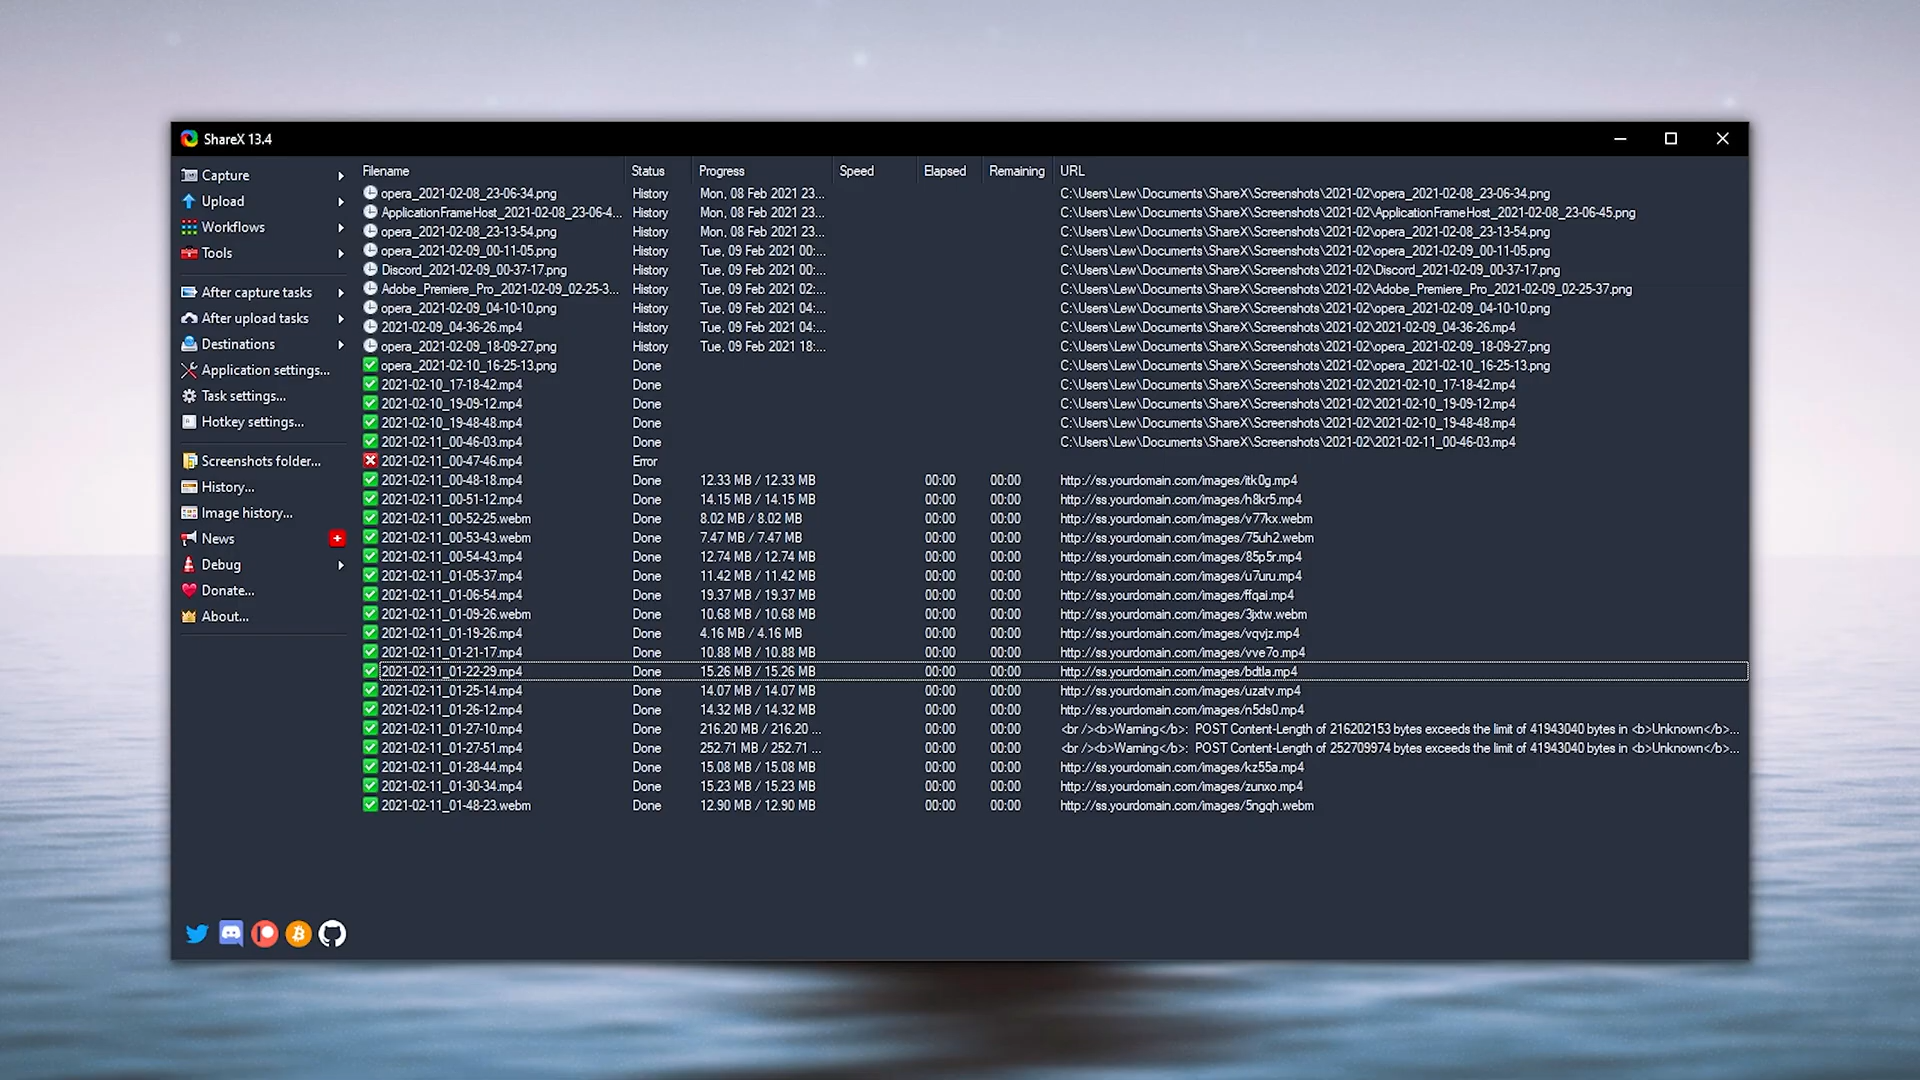 ShareX 13.4
Capture
Upload
Workflows
Tools
After capture tasks
After upload tasks
Destinations
Application settings...
Task settings...
Hotkey settings...
Screenshots folder...
History...
Image history...
News
Debug
Donate...
About...
Filename Status Progress Speed Elapsed Remaining URL
opera_2021-02-08_23-06-34.png History Mon, 08 Feb 2021 23... C:\Users\Lew\Documents\ShareX\Screenshots\2021-02\opera_2021-02-08_23-06-34.png
ApplicationFrameHost_2021-02-08_23-06-4... History Mon, 08 Feb 2021 23... C:\Users\Lew\Documents\ShareX\Screenshots\2021-02\ApplicationFrameHost_2021-02-08_23-06-45.png
opera_2021-02-08_23-13-54.png History Mon, 08 Feb 2021 23... C:\Users\Lew\Documents\ShareX\Screenshots\2021-02\opera_2021-02-08_23-13-54.png
opera_2021-02-09_00-11-05.png History Tue, 09 Feb 2021 00:... C:\Users\Lew\Documents\ShareX\Screenshots\2021-02\opera_2021-02-09_00-11-05.png
Discord_2021-02-09_00-37-17.png History Tue, 09 Feb 2021 00:... C:\Users\Lew\Documents\ShareX\Screenshots\2021-02\Discord_2021-02-09_00-37-17.png
Adobe_Premiere_Pro_2021-02-09_02-25-3... History Tue, 09 Feb 2021 02:... C:\Users\Lew\Documents\ShareX\Screenshots\2021-02\Adobe_Premiere_Pro_2021-02-09_02-25-37.png
opera_2021-02-09_04-10-10.png History Tue, 09 Feb 2021 04:... C:\Users\Lew\Documents\ShareX\Screenshots\2021-02\opera_2021-02-09_04-10-10.png
2021-02-09_04-36-26.mp4 History Tue, 09 Feb 2021 04:... C:\Users\Lew\Documents\ShareX\Screenshots\2021-02\2021-02-09_04-36-26.mp4
opera_2021-02-09_18-09-27.png History Tue, 09 Feb 2021 18:... C:\Users\Lew\Documents\ShareX\Screenshots\2021-02\opera_2021-02-09_18-09-27.png
opera_2021-02-10_16-25-13.png Done C:\Users\Lew\Documents\ShareX\Screenshots\2021-02\opera_2021-02-10_16-25-13.png
2021-02-10_17-18-42.mp4 Done C:\Users\Lew\Documents\ShareX\Screenshots\2021-02\2021-02-10_17-18-42.mp4
2021-02-10_19-09-12.mp4 Done C:\Users\Lew\Documents\ShareX\Screenshots\2021-02\2021-02-10_19-09-12.mp4
2021-02-10_19-48-48.mp4 Done C:\Users\Lew\Documents\ShareX\Screenshots\2021-02\2021-02-10_19-48-48.mp4
2021-02-11_00-46-03.mp4 Done C:\Users\Lew\Documents\ShareX\Screenshots\2021-02\2021-02-11_00-46-03.mp4
2021-02-11_00-47-46.mp4 Error
2021-02-11_00-48-18.mp4 Done 12.33 MB / 12.33 MB 00:00 00:00 http://ss.yourdomain.com/images/itk0g.mp4
2021-02-11_00-51-12.mp4 Done 14.15 MB / 14.15 MB 00:00 00:00 http://ss.yourdomain.com/images/h8kr5.mp4
2021-02-11_00-52-25.webm Done 8.02 MB / 8.02 MB 00:00 00:00 http://ss.yourdomain.com/images/v77kx.webm
2021-02-11_00-53-43.webm Done 7.47 MB / 7.47 MB 00:00 00:00 http://ss.yourdomain.com/images/75uh2.webm
2021-02-11_00-54-43.mp4 Done 12.74 MB / 12.74 MB 00:00 00:00 http://ss.yourdomain.com/images/85p5r.mp4
2021-02-11_01-05-37.mp4 Done 11.42 MB / 11.42 MB 00:00 00:00 http://ss.yourdomain.com/images/u7uru.mp4
2021-02-11_01-06-54.mp4 Done 19.37 MB / 19.37 MB 00:00 00:00 http://ss.yourdomain.com/images/ffqai.mp4
2021-02-11_01-09-26.webm Done 10.68 MB / 10.68 MB 00:00 00:00 http://ss.yourdomain.com/images/3jxtw.webm
2021-02-11_01-19-26.mp4 Done 4.16 MB / 4.16 MB 00:00 00:00 http://ss.yourdomain.com/images/vqvjz.mp4
2021-02-11_01-21-17.mp4 Done 10.88 MB / 10.88 MB 00:00 00:00 http://ss.yourdomain.com/images/vve7o.mp4
2021-02-11_01-22-29.mp4 Done 15.26 MB / 15.26 MB 00:00 00:00 http://ss.yourdomain.com/images/bdtla.mp4
2021-02-11_01-25-14.mp4 Done 14.07 MB / 14.07 MB 00:00 00:00 http://ss.yourdomain.com/images/uzatv.mp4
2021-02-11_01-26-12.mp4 Done 14.32 MB / 14.32 MB 00:00 00:00 http://ss.yourdomain.com/images/n5ds0.mp4
2021-02-11_01-27-10.mp4 Done 216.20 MB / 216.20 ... 00:00 00:00 <br /><b>Warning</b>: POST Content-Length of 216202153 bytes exceeds the limit of 41943040 bytes in <b>Unknown</b>...
2021-02-11_01-27-51.mp4 Done 252.71 MB / 252.71 ... 00:00 00:00 <br /><b>Warning</b>: POST Content-Length of 252709974 bytes exceeds the limit of 41943040 bytes in <b>Unknown</b>...
2021-02-11_01-28-44.mp4 Done 15.08 MB / 15.08 MB 00:00 00:00 http://ss.yourdomain.com/images/kz55a.mp4
2021-02-11_01-30-34.mp4 Done 15.23 MB / 15.23 MB 00:00 00:00 http://ss.yourdomain.com/images/zunxo.mp4
2021-02-11_01-48-23.webm Done 12.90 MB / 12.90 MB 00:00 00:00 http://ss.yourdomain.com/images/5ngqh.webm